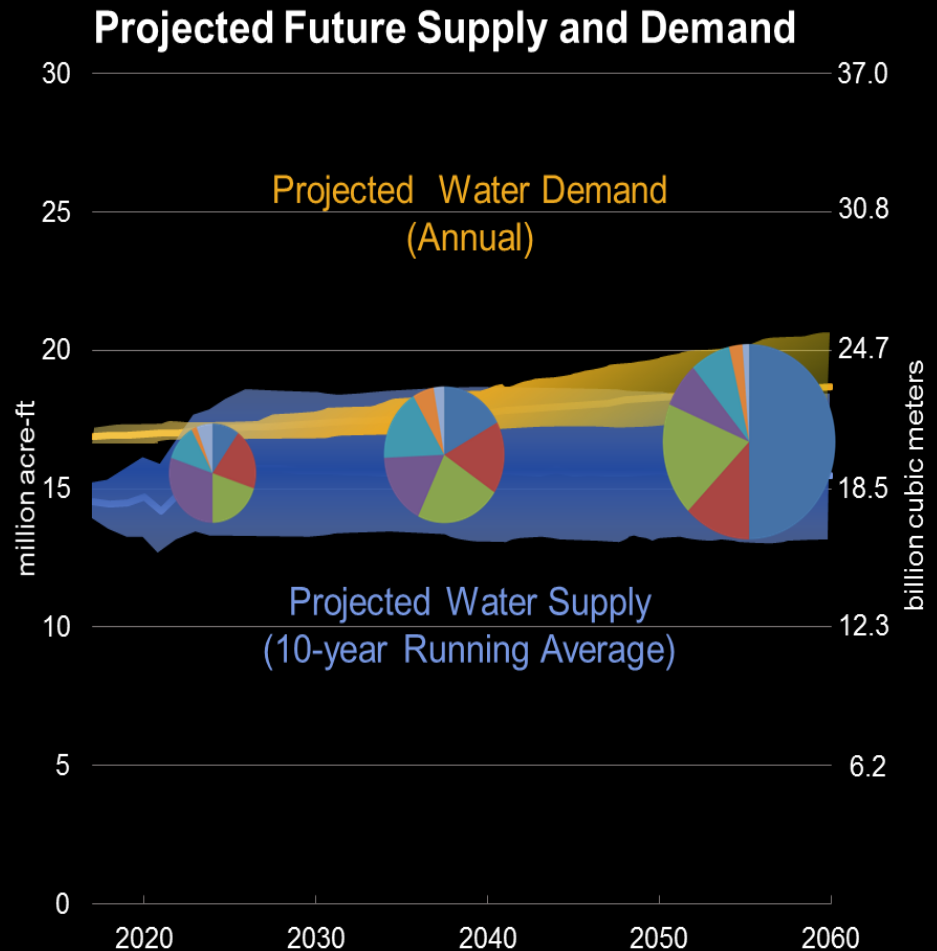 Projected Future Supply and Demand
30
37.0
Projected Water Demand
(Annual)
25
30.8
20
24.7
million acre-ft
billion cubic meters
15
18.5
Projected Water Supply
(10-year Running Average)
10
12.3
5
6.2
0
2020
2030
2040
2050
2060